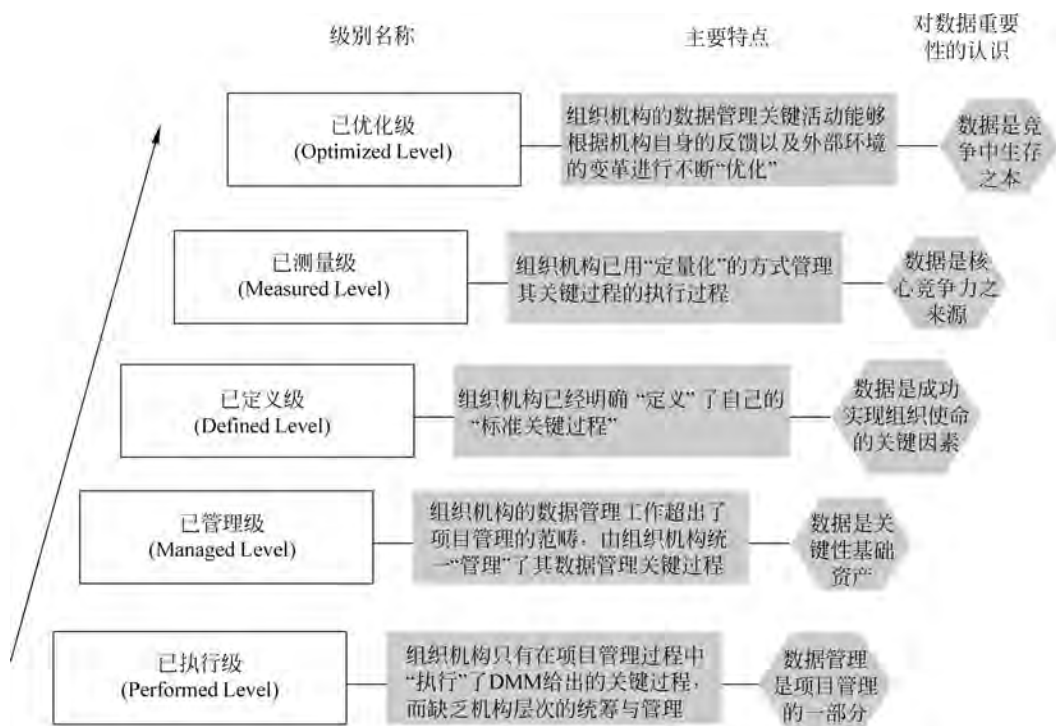 级别名称
主要特点
对数据重要
性的认识
已优化级
(Optimized Level)
组织机构的数据管理关键活动能够
根据机构自身的反馈以及外部环境
的变革进行不断“优化”
数据是竞
争中生存
之本
已测量级
(Measured Level)
组织机构已用“定量化”的方式管理
其关键过程的执行过程
数据是核
心竞争力之
来源
已定义级
(Defined Level)
组织机构已经明确“定义”了自己的
“标准关键过程”
数据是成功
实现组织使命
的关键因素
已管理级
(Managed Level)
组织机构的数据管理工作超出了
项目管理的范畴，由组织机构统
一“管理”了其数据管理关键过程
数据是关
键性基础
资产
已执行级
(Performed Level)
组织机构只有在项目管理过程中
“执行”了DMM给出的关键过程，
而缺乏机构层次的统筹与管理
数据管理
是项目管理
的一部分